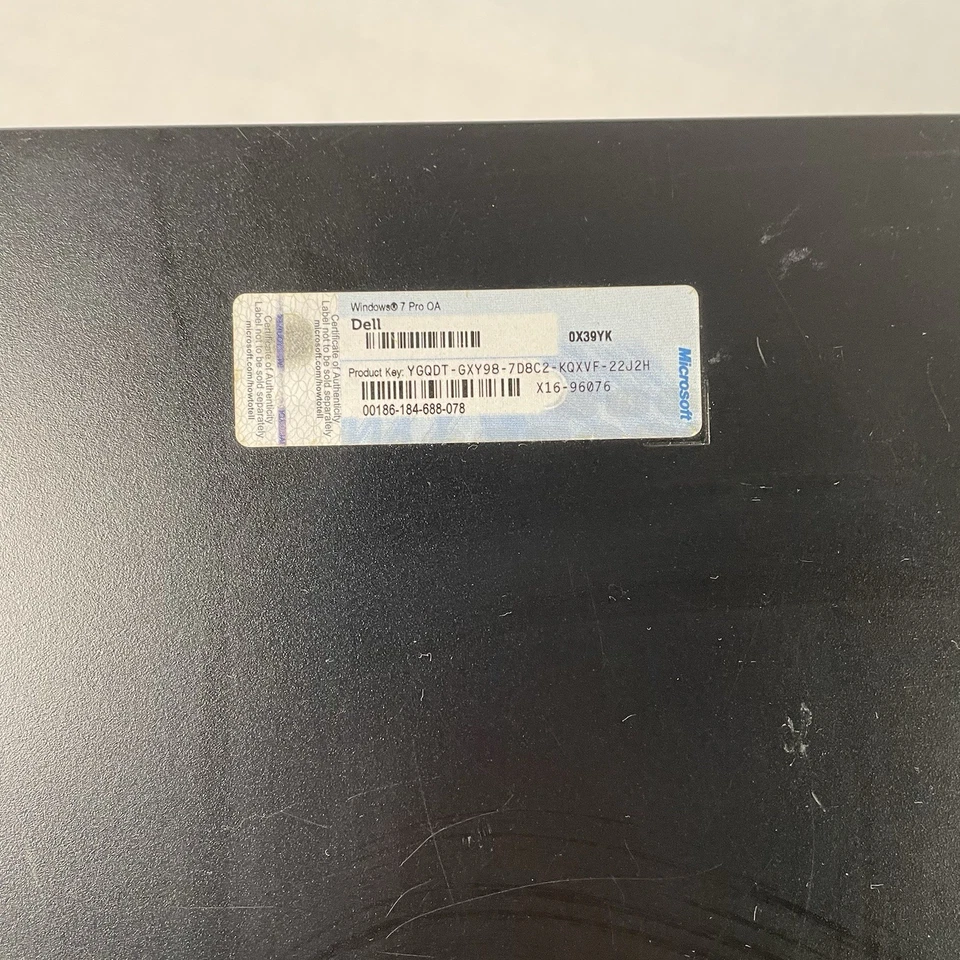 Windows® 7 Pro OA
Dell
0X39YK
Product Key: YGQDT-GXY98-7D8C2-KQXVF-22J2H
X16-96076
00186-184-688-078
Microsoft
Certificate of Authenticity
Label not to be sold separately
microsoft.com/howtotell
Certificate of Authenticity
Label not to be sold separately
microsoft.com/howtotell